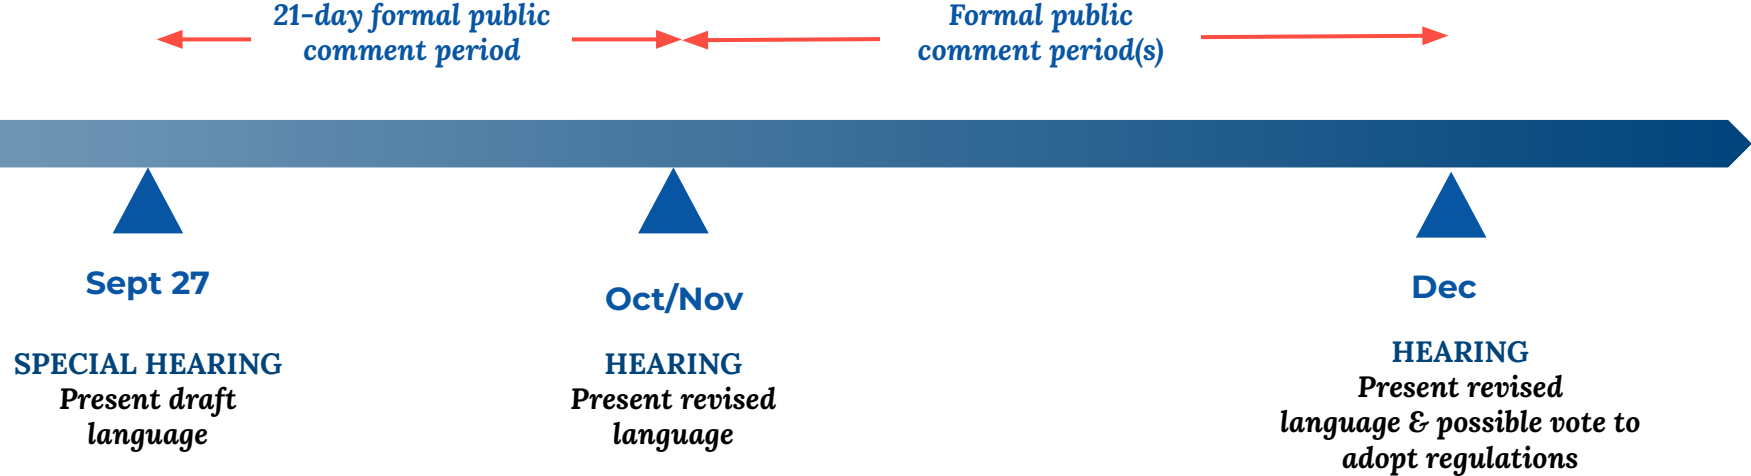 21-day formal public
comment period
Formal public
comment period(s)
Sept 27
SPECIAL HEARING
Present draft
language
Oct/Nov
HEARING
Present revised
language
Dec
HEARING
Present revised
language & possible vote to
adopt regulations